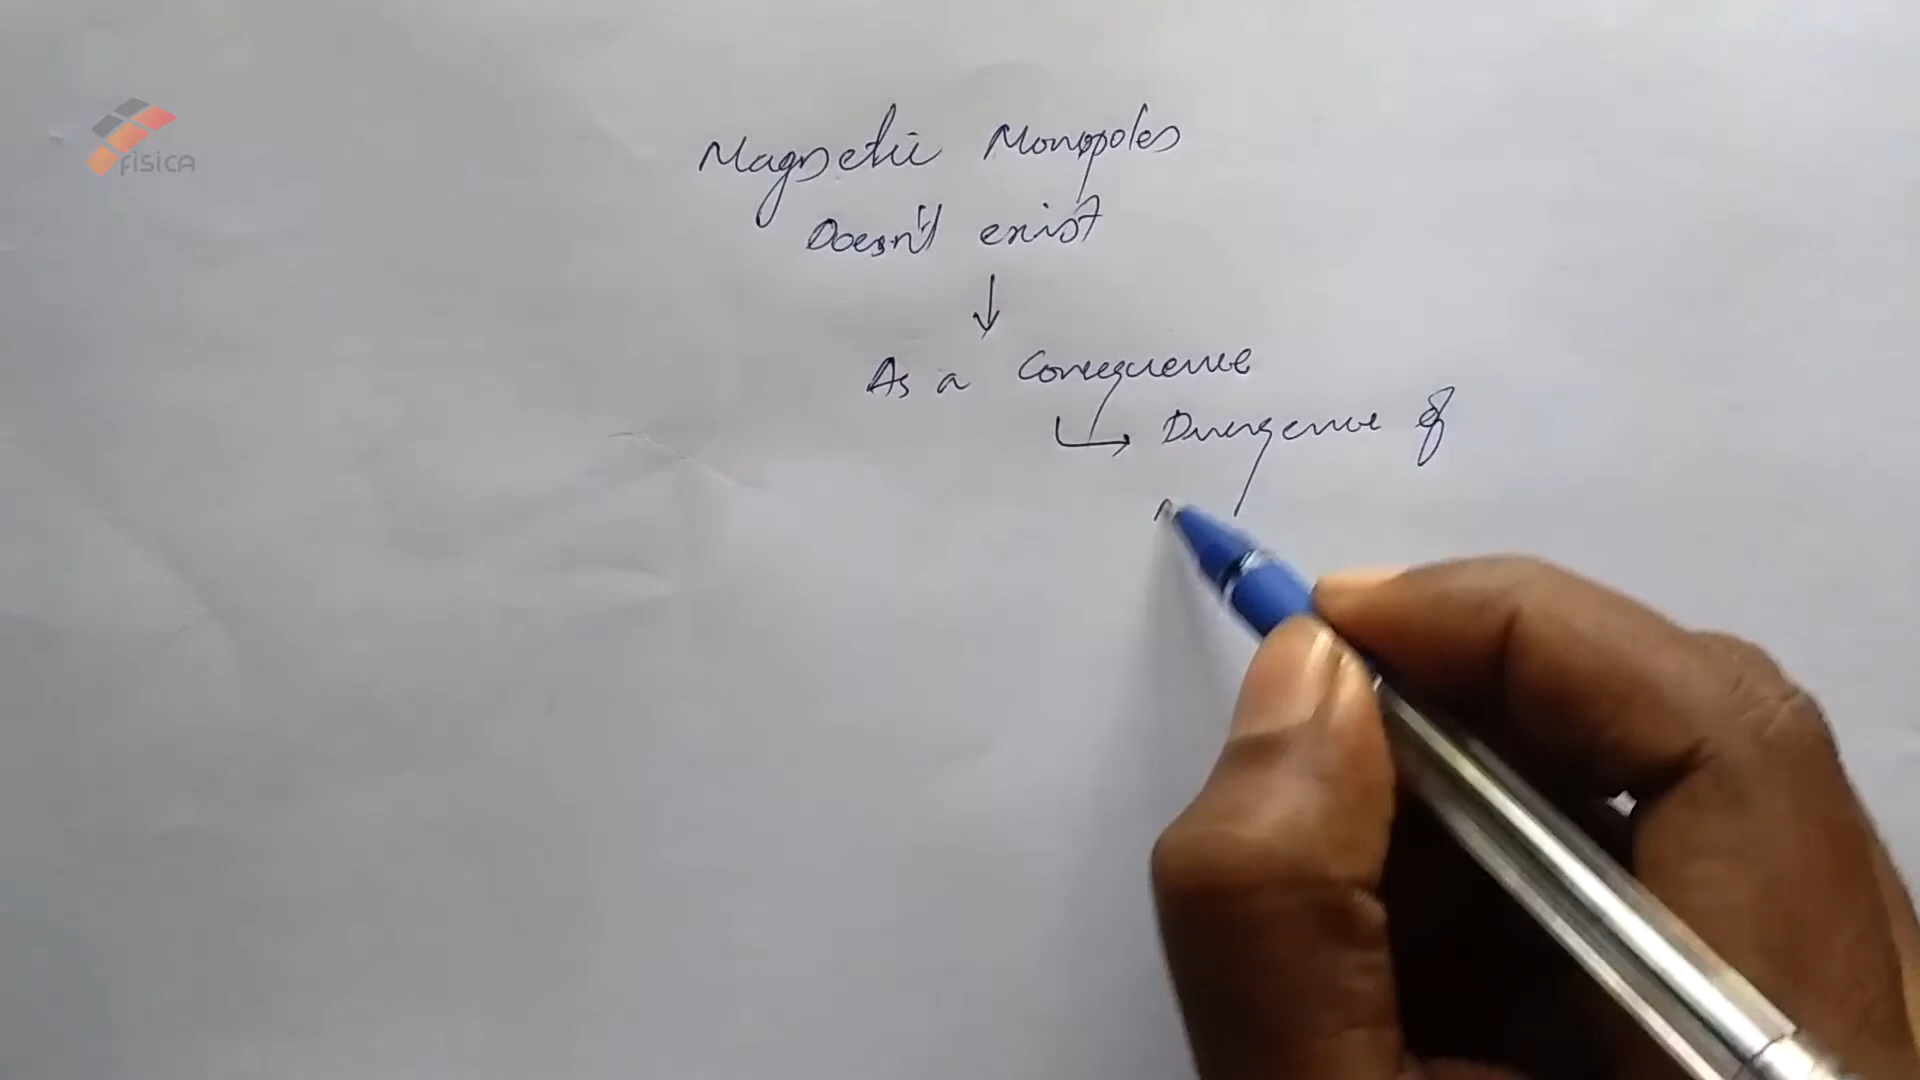 FISICA
Magnetic Monopoles
Doesn't exist
As a Consequence
Divergence of